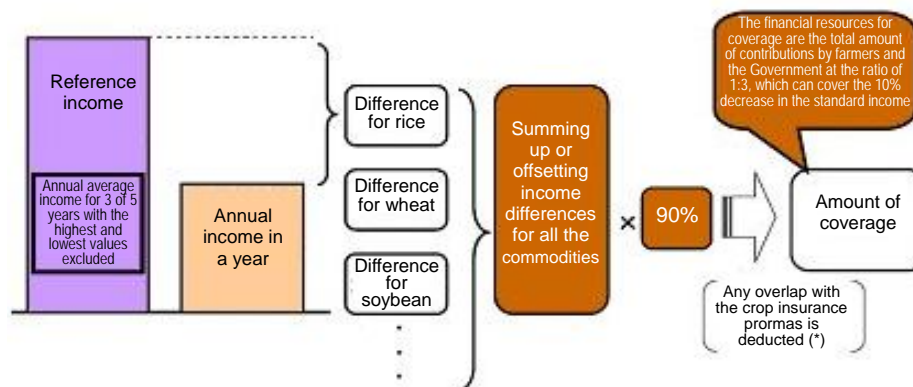 Reference
income
Annual average
income for 3 of 5
years with the
highest and
lowest values
excluded
Annual
income in
a year
Difference
for rice
Difference
for wheat
Difference
for
soybean
Summing
up or
offsetting
income
differences
for all the
commodities
×
90%
The financial resources for
coverage are the total amount
of contributions by farmers and
the Government at the ratio of
1:3, which can cover the 10%
decrease in the standard income
Amount of
coverage
Any overlap with
the crop insurance
prormas is
deducted (*)